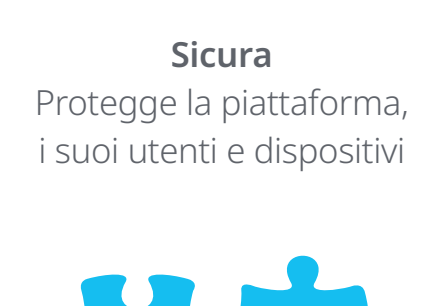 Sicura
Protegge la piattaforma,
i suoi utenti e dispositivi